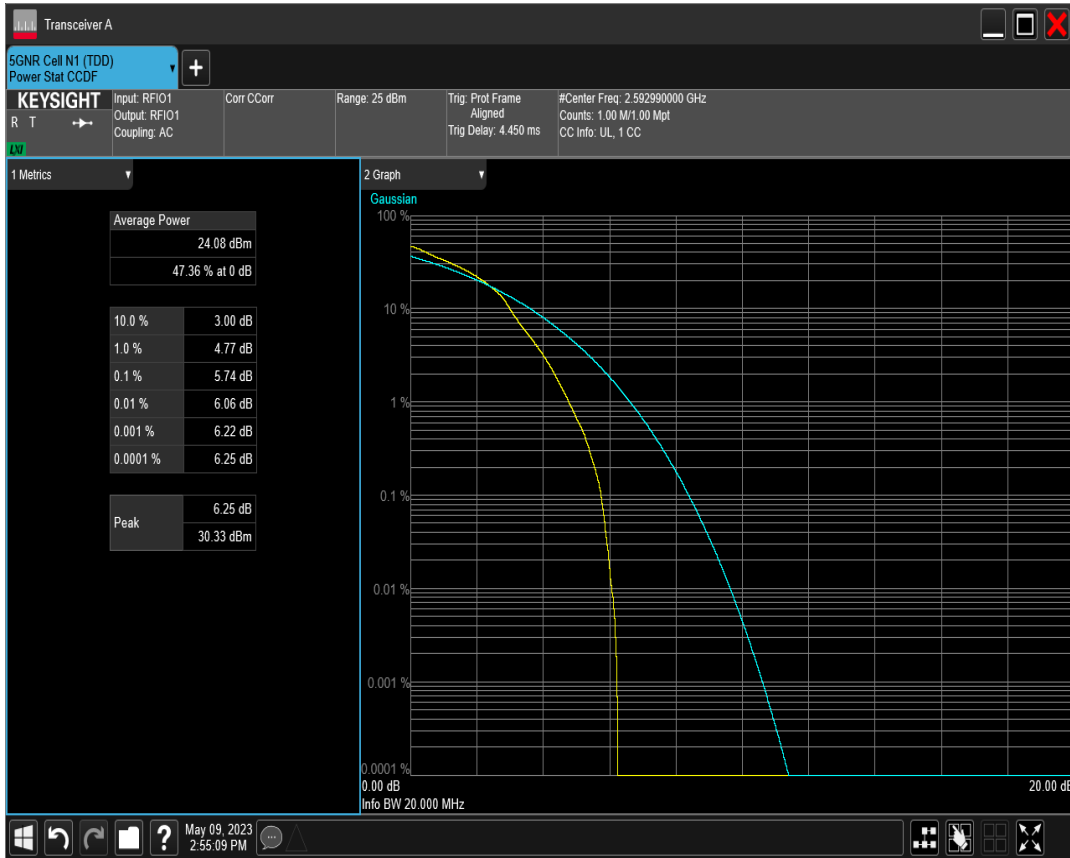 Transceiver A
5GNR Cell N1 (TDD)
Power Stat CCDF
+
KEYSIGHT
R T
LXI
Input: RFIO1
Output: RFIO1
Coupling: AC
Corr CCorr
Range: 25 dBm
Trig: Prot Frame
Aligned
Trig Delay: 4.450 ms
#Center Freq: 2.592990000 GHz
Counts: 1.00 M/1.00 Mpt
CC Info: UL, 1 CC
1 Metrics
Average Power
24.08 dBm
47.36 % at 0 dB
10.0 % 3.00 dB
1.0 % 4.77 dB
0.1 % 5.74 dB
0.01 % 6.06 dB
0.001 % 6.22 dB
0.0001 % 6.25 dB
Peak
6.25 dB
30.33 dBm
2 Graph
Gaussian
100 %
10 %
1 %
0.1 %
0.01 %
0.001 %
0.0001 %
0.00 dB 20.00 dB
Info BW 20.000 MHz
?
May 09, 2023
2:55:09 PM